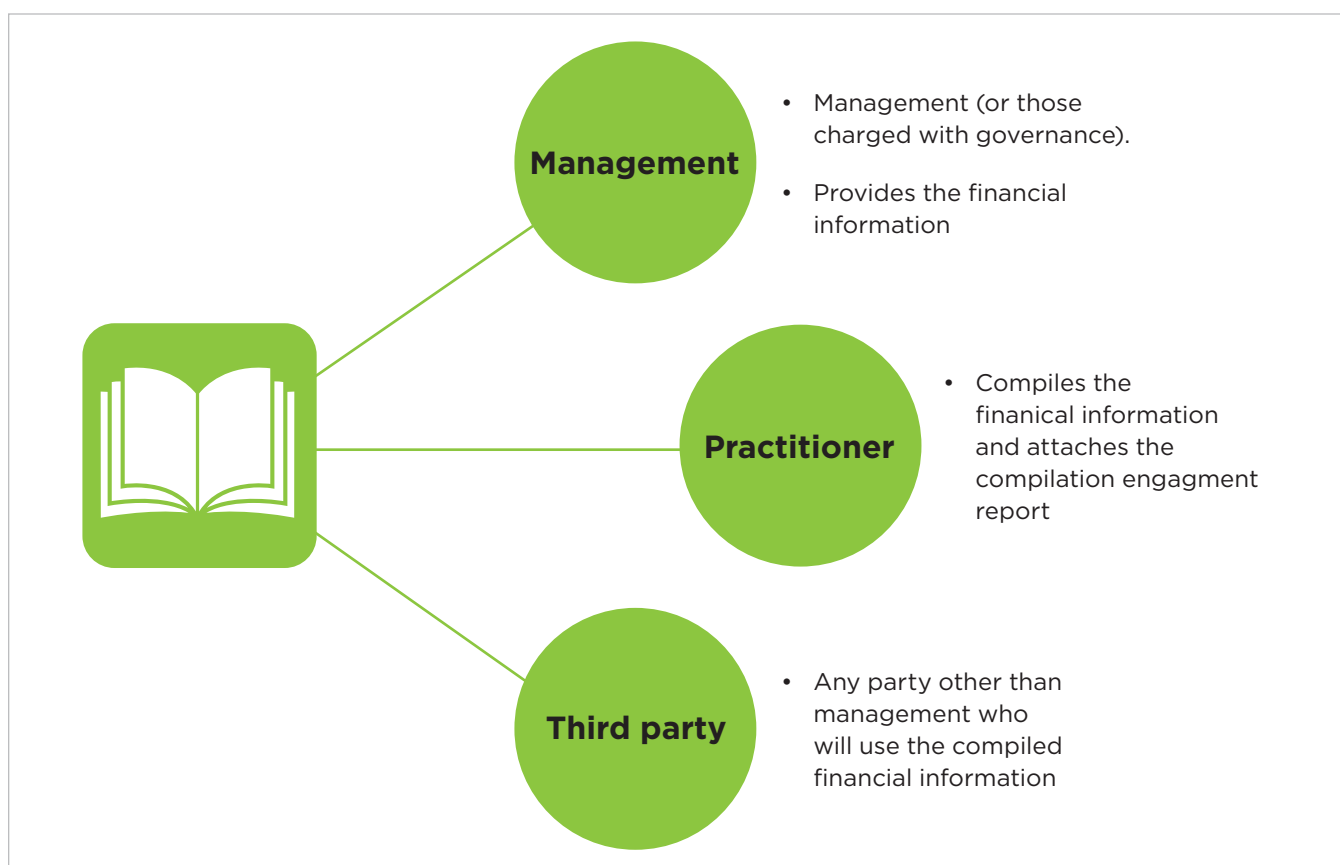 Management
• Management (or those
charged with governance).
• Provides the financial
information
Practitioner
• Compiles the
finanical information
and attaches the
compilation engagment
report
Third party
• Any party other than
management who
will use the compiled
financial information